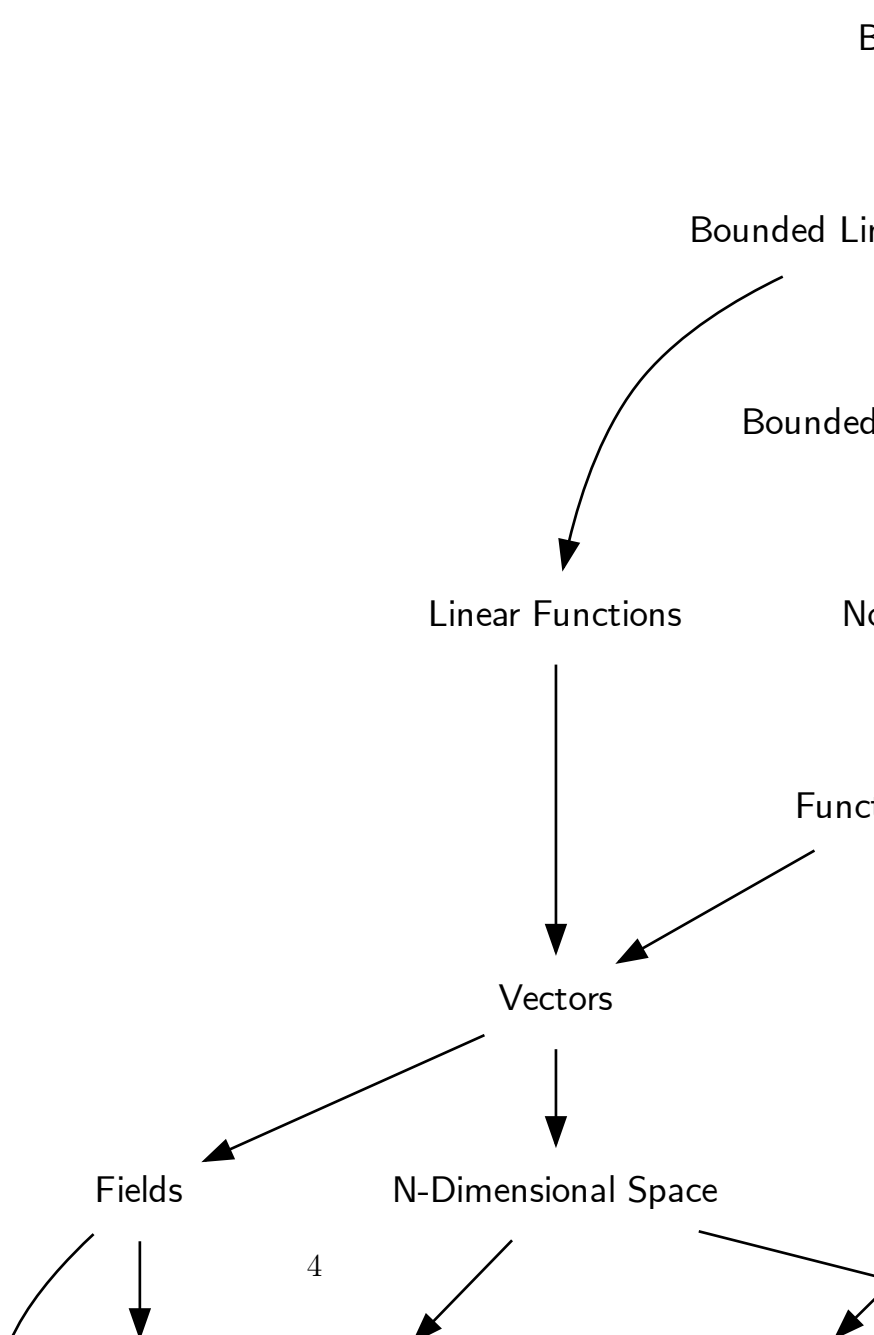 B
Bounded Lin
Bounded
Linear Functions
No
Funct
Vectors
Fields
N-Dimensional Space
4